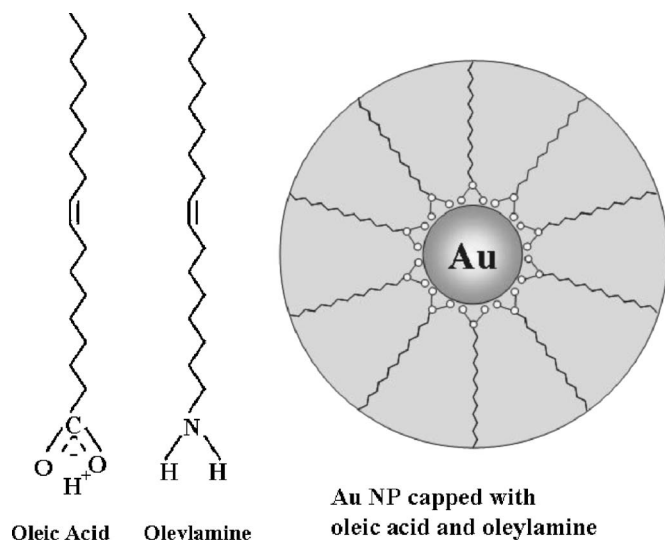 C
O
-
O
H+
Oleic Acid
N
H H
Oleylamine
Au
Au NP capped with
oleic acid and oleylamine